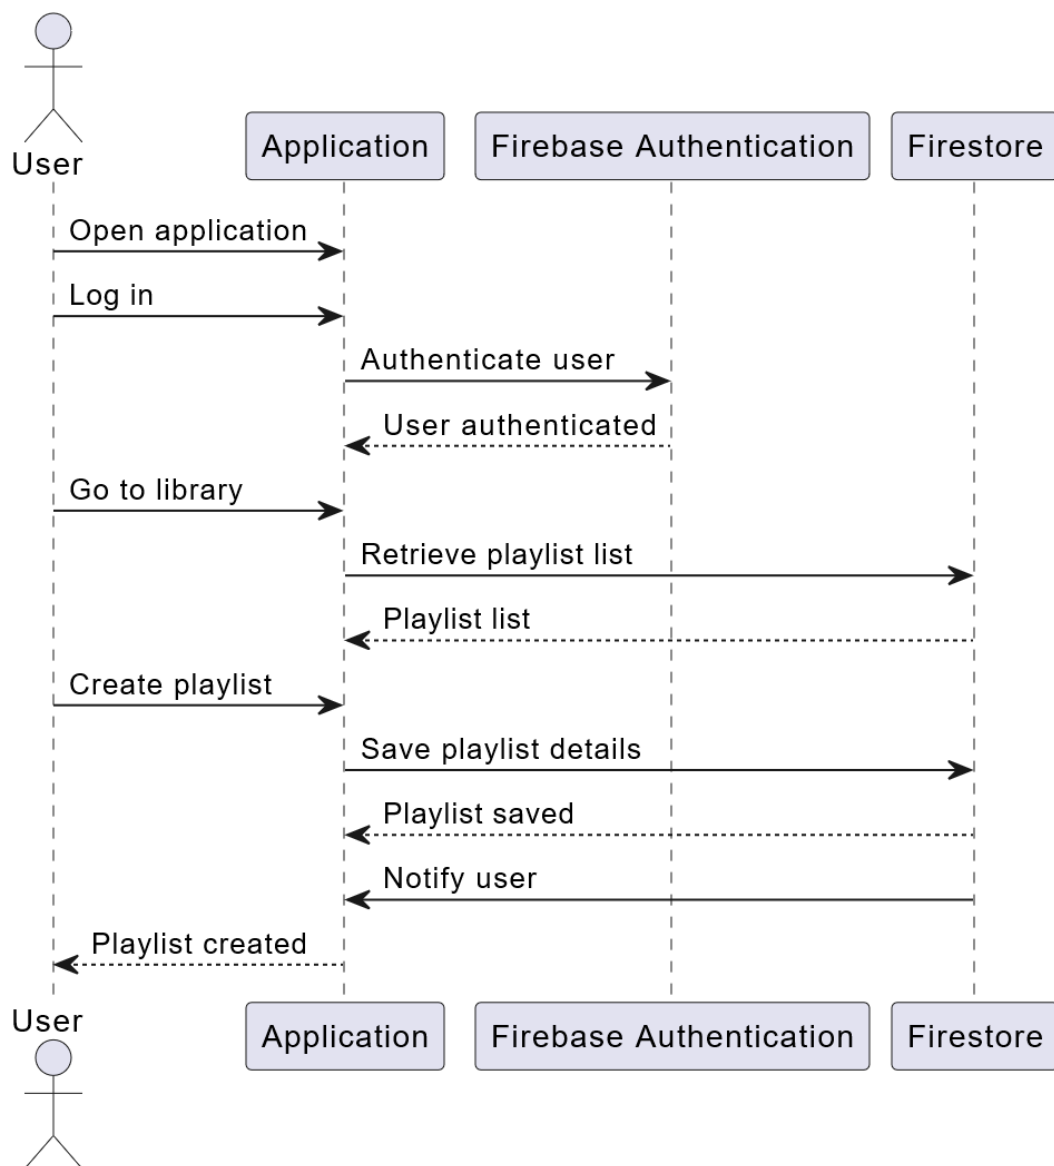 User
Application
Firebase Authentication
Firestore
Open application
Log in
Authenticate user
User authenticated
Go to library
Retrieve playlist list
Playlist list
Create playlist
Save playlist details
Playlist saved
Notify user
Playlist created
User
Application
Firebase Authentication
Firestore